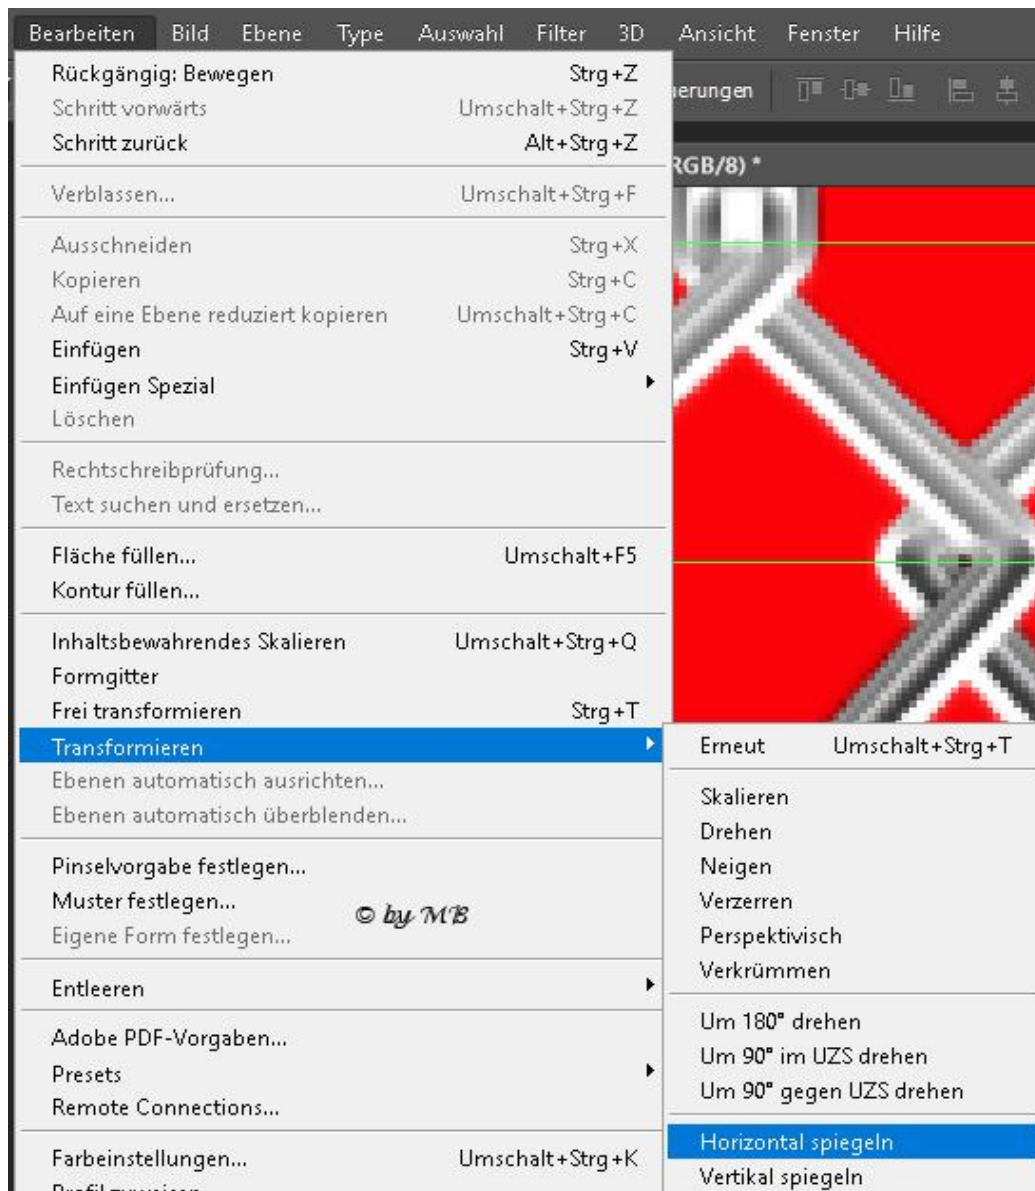 Bearbeiten Bild Ebene Type Auswahl Filter 3D Ansicht Fenster Hilfe
Rückgängig: Bewegen Strg+Z
Schritt vorwärts Umschalt+Strg+Z
Schritt zurück Alt+Strg+Z
Verblassen... Umschalt+Strg+F
Ausschneiden Strg+X
Kopieren Strg+C
Auf eine Ebene reduziert kopieren Umschalt+Strg+C
Einfügen Strg+V
Einfügen Spezial
Löschen
Rechtschreibprüfung...
Text suchen und ersetzen...
Fläche füllen... Umschalt+F5
Kontur füllen...
Inhaltsbewahrendes Skalieren Umschalt+Strg+Q
Formgitter
Frei transformieren Strg+T
Transformieren
Ebenen automatisch ausrichten...
Ebenen automatisch überblenden...
Pinselvorgabe festlegen...
Muster festlegen...
Eigene Form festlegen...
Entleeren
Adobe PDF-Vorgaben...
Presets
Remote Connections...
Farbeinstellungen... Umschalt+Strg+K
ierungen
RGB/8) *
Erneut Umschalt+Strg+T
Skalieren
Drehen
Neigen
Verzerren
Perspektivisch
Verkrümmen
Um 180° drehen
Um 90° im UZS drehen
Um 90° gegen UZS drehen
Horizontal spiegeln
Vertikal spiegeln
© by MB